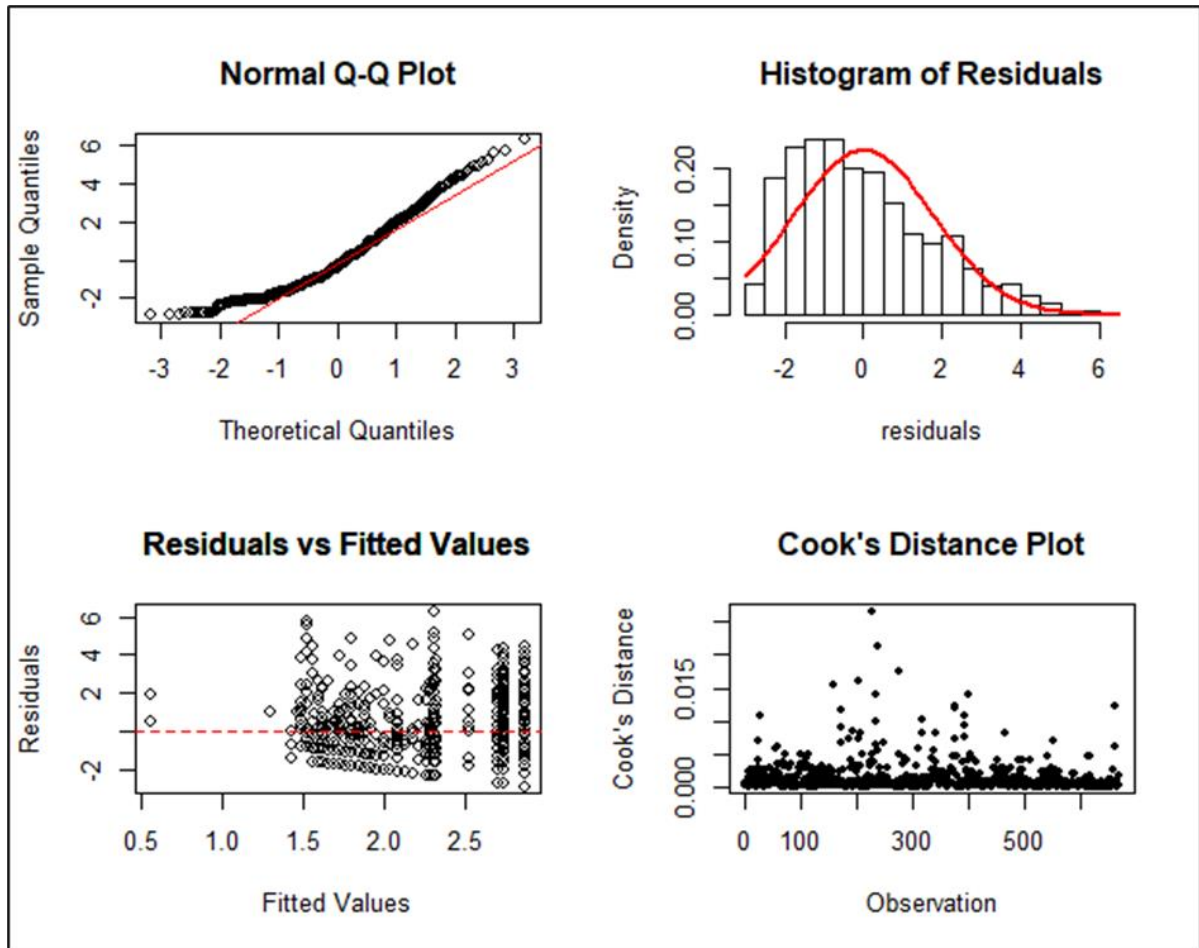 Normal Q-Q Plot
Sample Quantiles
6
4
2
-2
-3 -2 -1 0 1 2 3
Theoretical Quantiles
Histogram of Residuals
Density
0.20
0.10
0.00
-2 0 2 4 6
residuals
Residuals vs Fitted Values
Residuals
6
4
2
-2
0.5 1.0 1.5 2.0 2.5
Fitted Values
Cook's Distance Plot
Cook's Distance
0.015
0.000
0 100 300 500
Observation